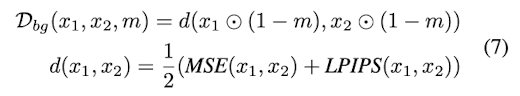 𝒟_bg(x₁, x₂, m) = d(x₁ ⊙ (1 − m), x₂ ⊙ (1 − m))
d(x₁, x₂) = ½(MSE(x₁, x₂) + LPIPS(x₁, x₂))
(7)